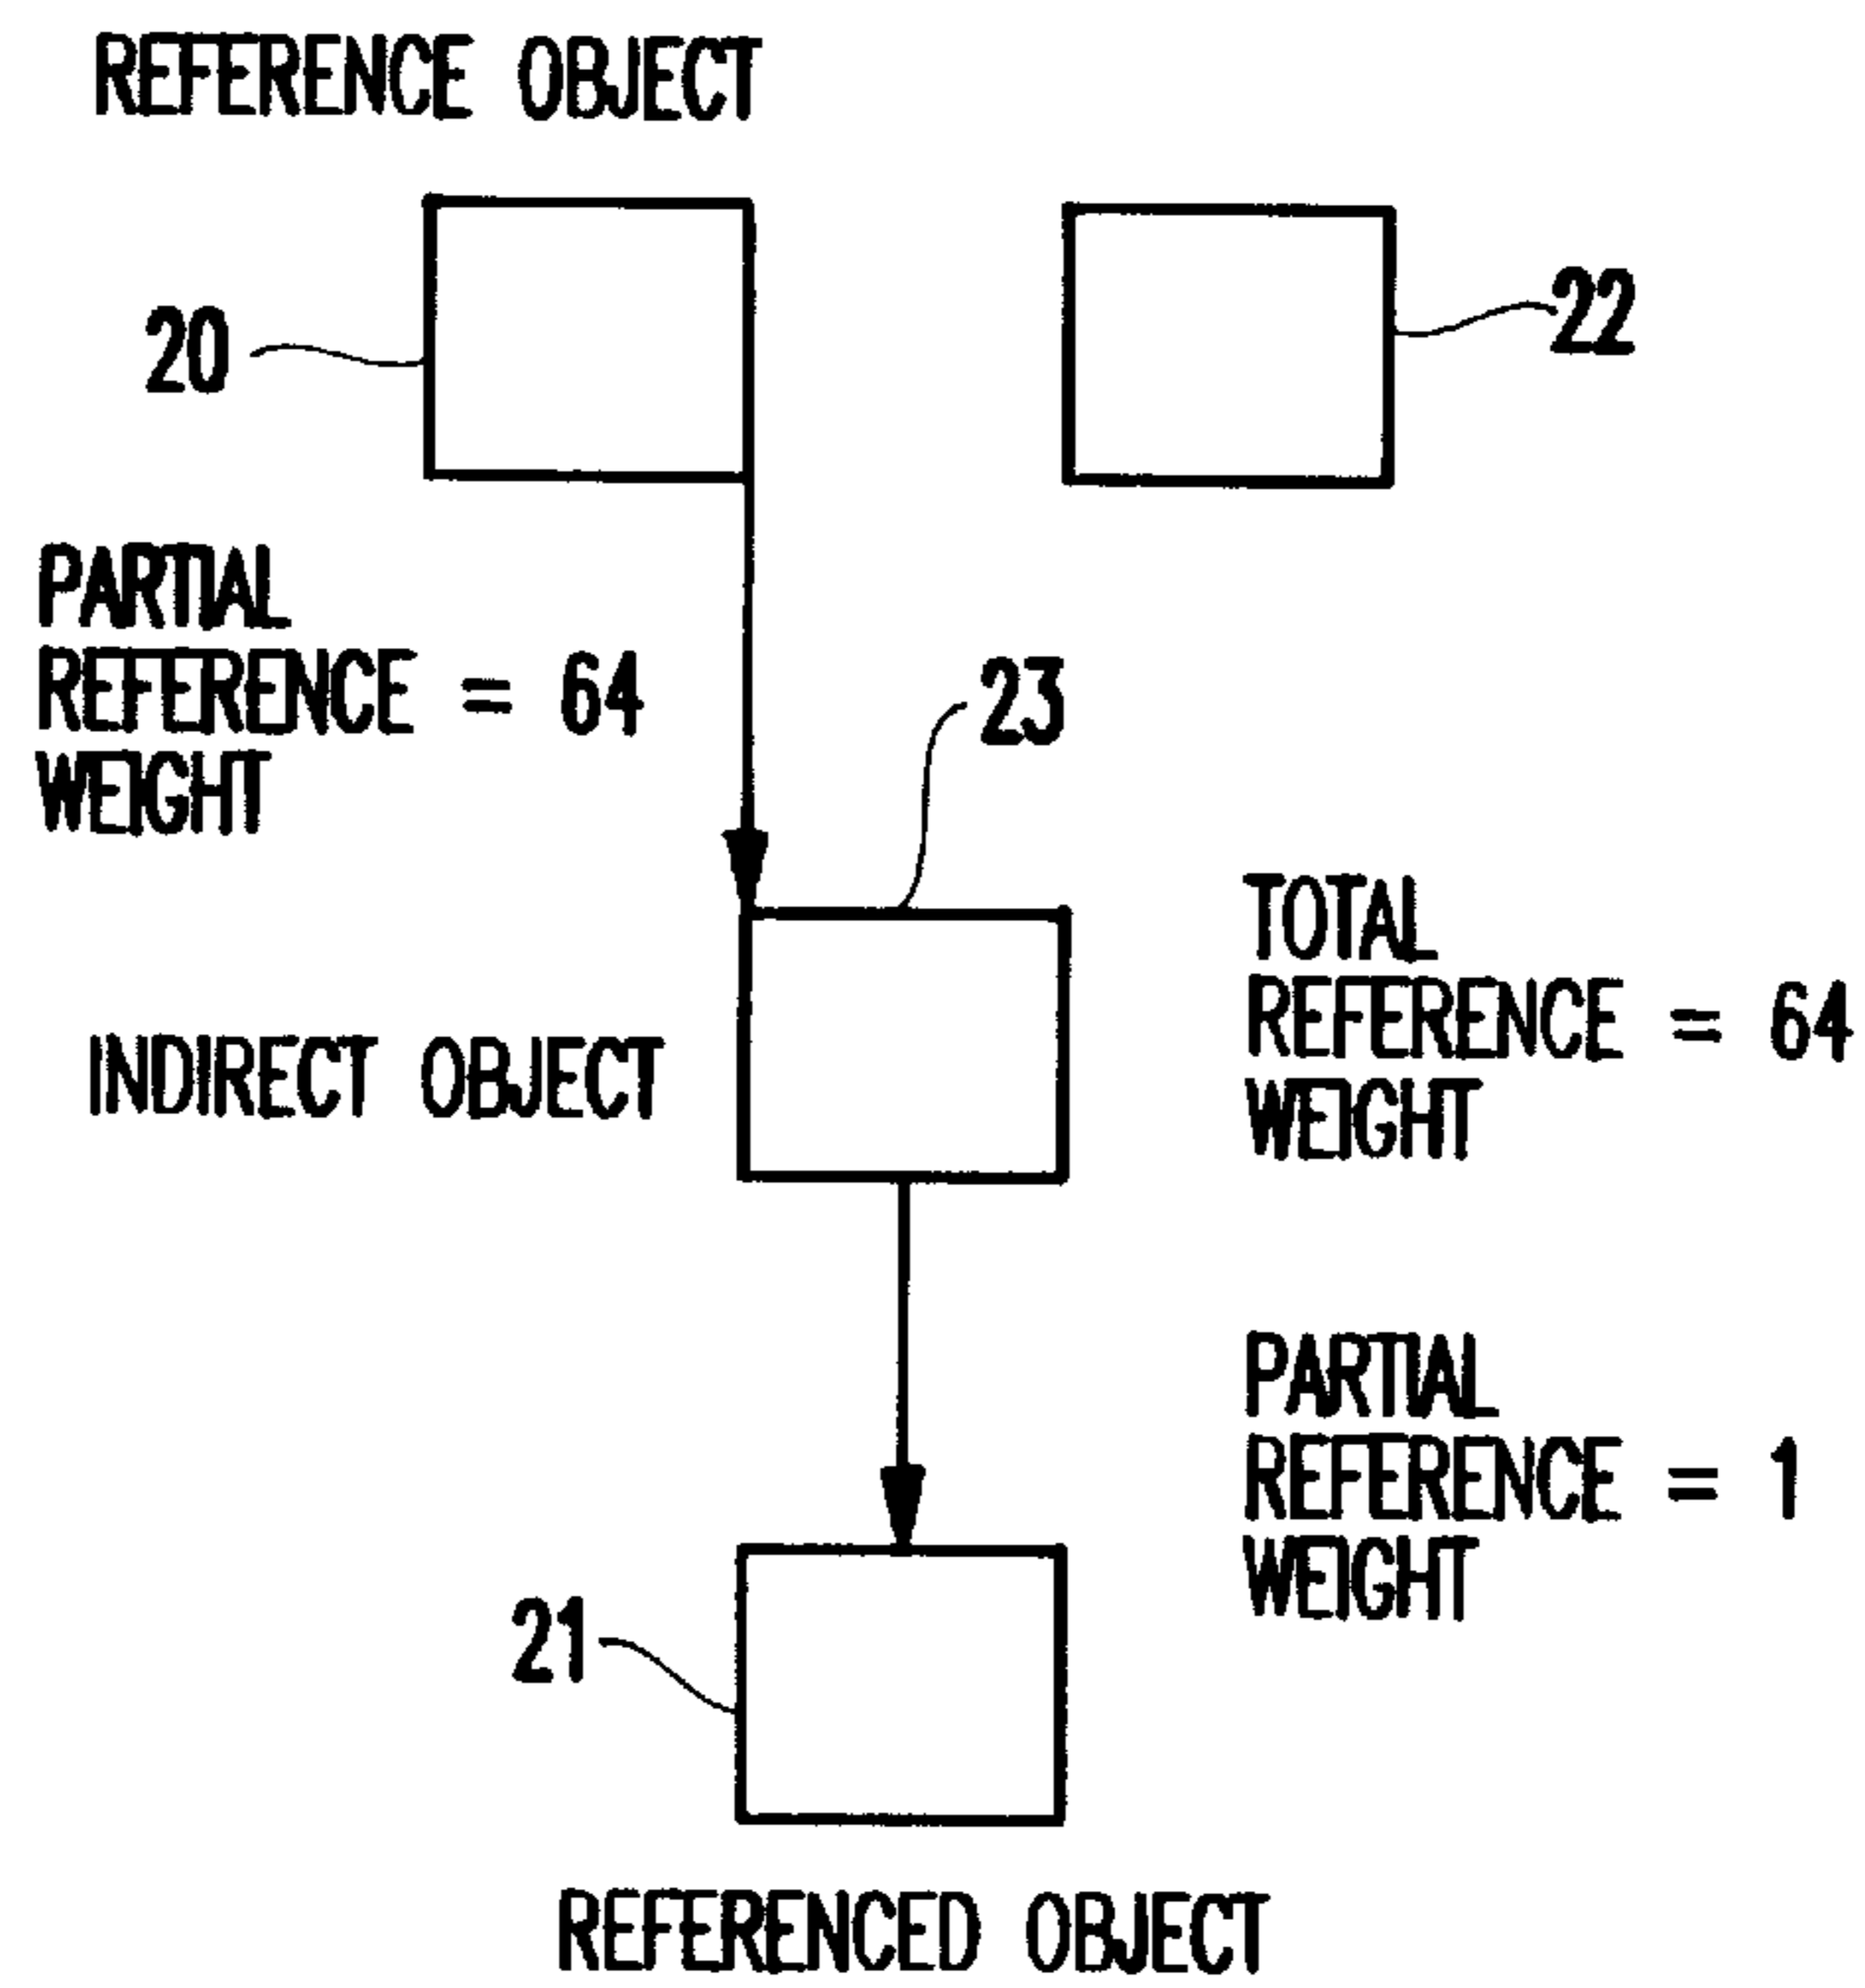 REFERENCE OBJECT
20
22
PARTIAL
REFERENCE = 64
WEIGHT
23
TOTAL
REFERENCE = 64
WEIGHT
INDIRECT OBJECT
PARTIAL
REFERENCE = 1
WEIGHT
21
REFERENCED OBJECT